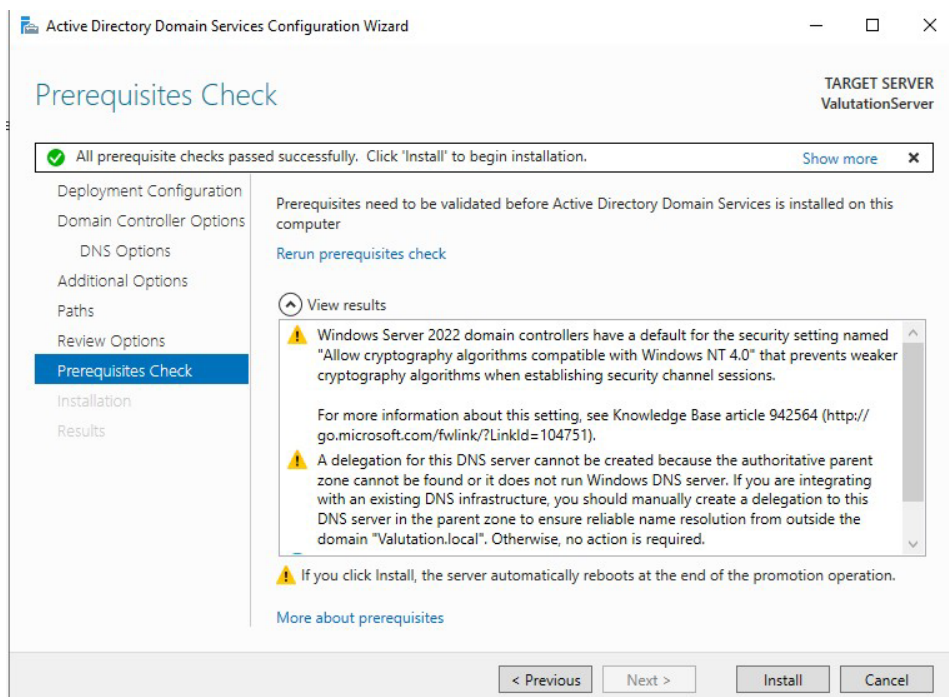 Active Directory Domain Services Configuration Wizard
Prerequisites Check
TARGET SERVER
ValutationServer
All prerequisite checks passed successfully. Click 'Install' to begin installation.
Show more
Deployment Configuration
Domain Controller Options
DNS Options
Additional Options
Paths
Review Options
Prerequisites Check
Installation
Results
Prerequisites need to be validated before Active Directory Domain Services is installed on this
computer
Rerun prerequisites check
View results
Windows Server 2022 domain controllers have a default for the security setting named
"Allow cryptography algorithms compatible with Windows NT 4.0" that prevents weaker
cryptography algorithms when establishing security channel sessions.
For more information about this setting, see Knowledge Base article 942564 (http://
go.microsoft.com/fwlink/?LinkId=104751).
A delegation for this DNS server cannot be created because the authoritative parent
zone cannot be found or it does not run Windows DNS server. If you are integrating
with an existing DNS infrastructure, you should manually create a delegation to this
DNS server in the parent zone to ensure reliable name resolution from outside the
domain "Valutation.local". Otherwise, no action is required.
If you click Install, the server automatically reboots at the end of the promotion operation.
More about prerequisites
< Previous
Next >
Install
Cancel